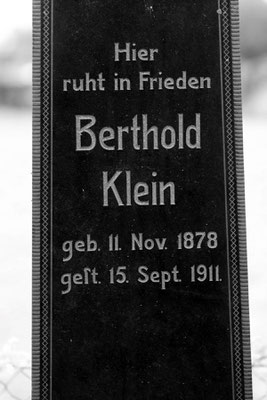 Hier
ruht in Frieden
Berthold
Klein
geb. 11. Nov. 1878
geſt. 15. Sept. 1911.